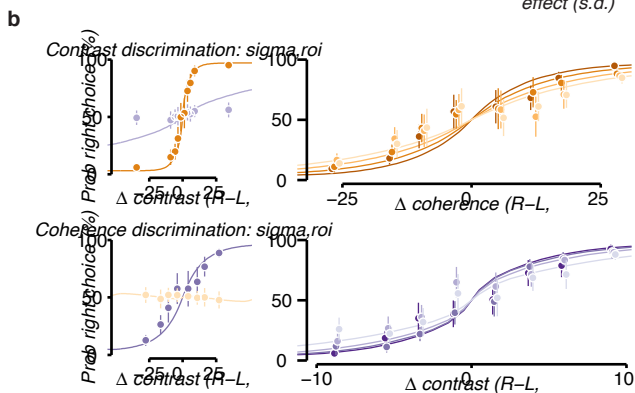 effect (s.d.)
b
Contrast discrimination: sigma,roi
Prob right choice (%)
100
50
0
−25 0 25
Δ contrast (R−L,
100
50
0
−25 0 25
Δ coherence (R−L,
Coherence discrimination: sigma,roi
Prob right choice (%)
100
50
0
−25 0 25
Δ contrast (R−L,
100
50
0
−10 0 10
Δ contrast (R−L,